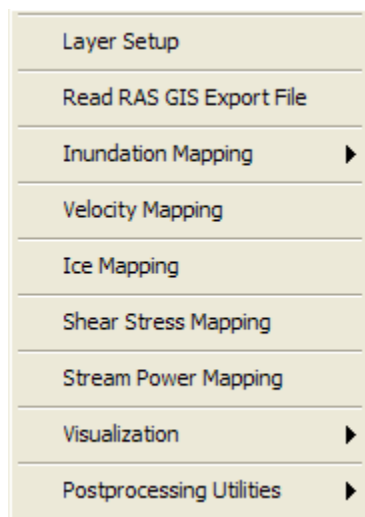 Layer Setup
Read RAS GIS Export File
Inundation Mapping
Velocity Mapping
Ice Mapping
Shear Stress Mapping
Stream Power Mapping
Visualization
Postprocessing Utilities